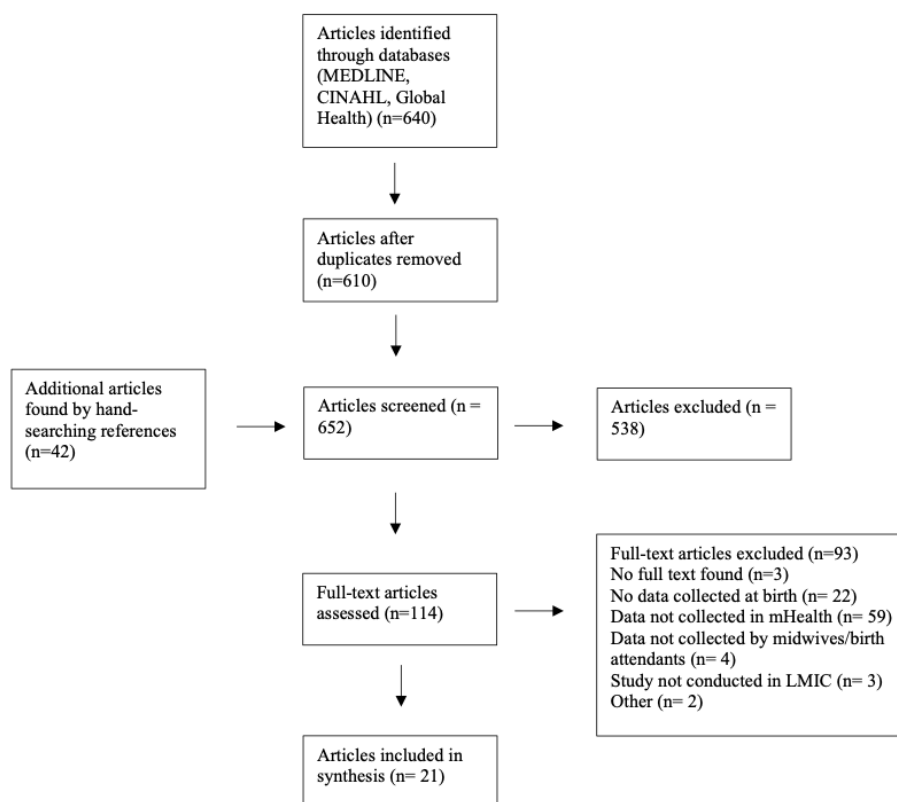 Articles identified
through databases
(MEDLINE,
CINAHL, Global
Health) (n=640)
Articles after
duplicates removed
(n=610)
Additional articles
found by hand-
searching references
(n=42)
Articles screened (n =
652)
Articles excluded (n =
538)
Full-text articles
assessed (n=114)
Full-text articles excluded (n=93)
No full text found (n=3)
No data collected at birth (n= 22)
Data not collected in mHealth (n= 59)
Data not collected by midwives/birth
attendants (n= 4)
Study not conducted in LMIC (n= 3)
Other (n= 2)
Articles included in
synthesis (n= 21)